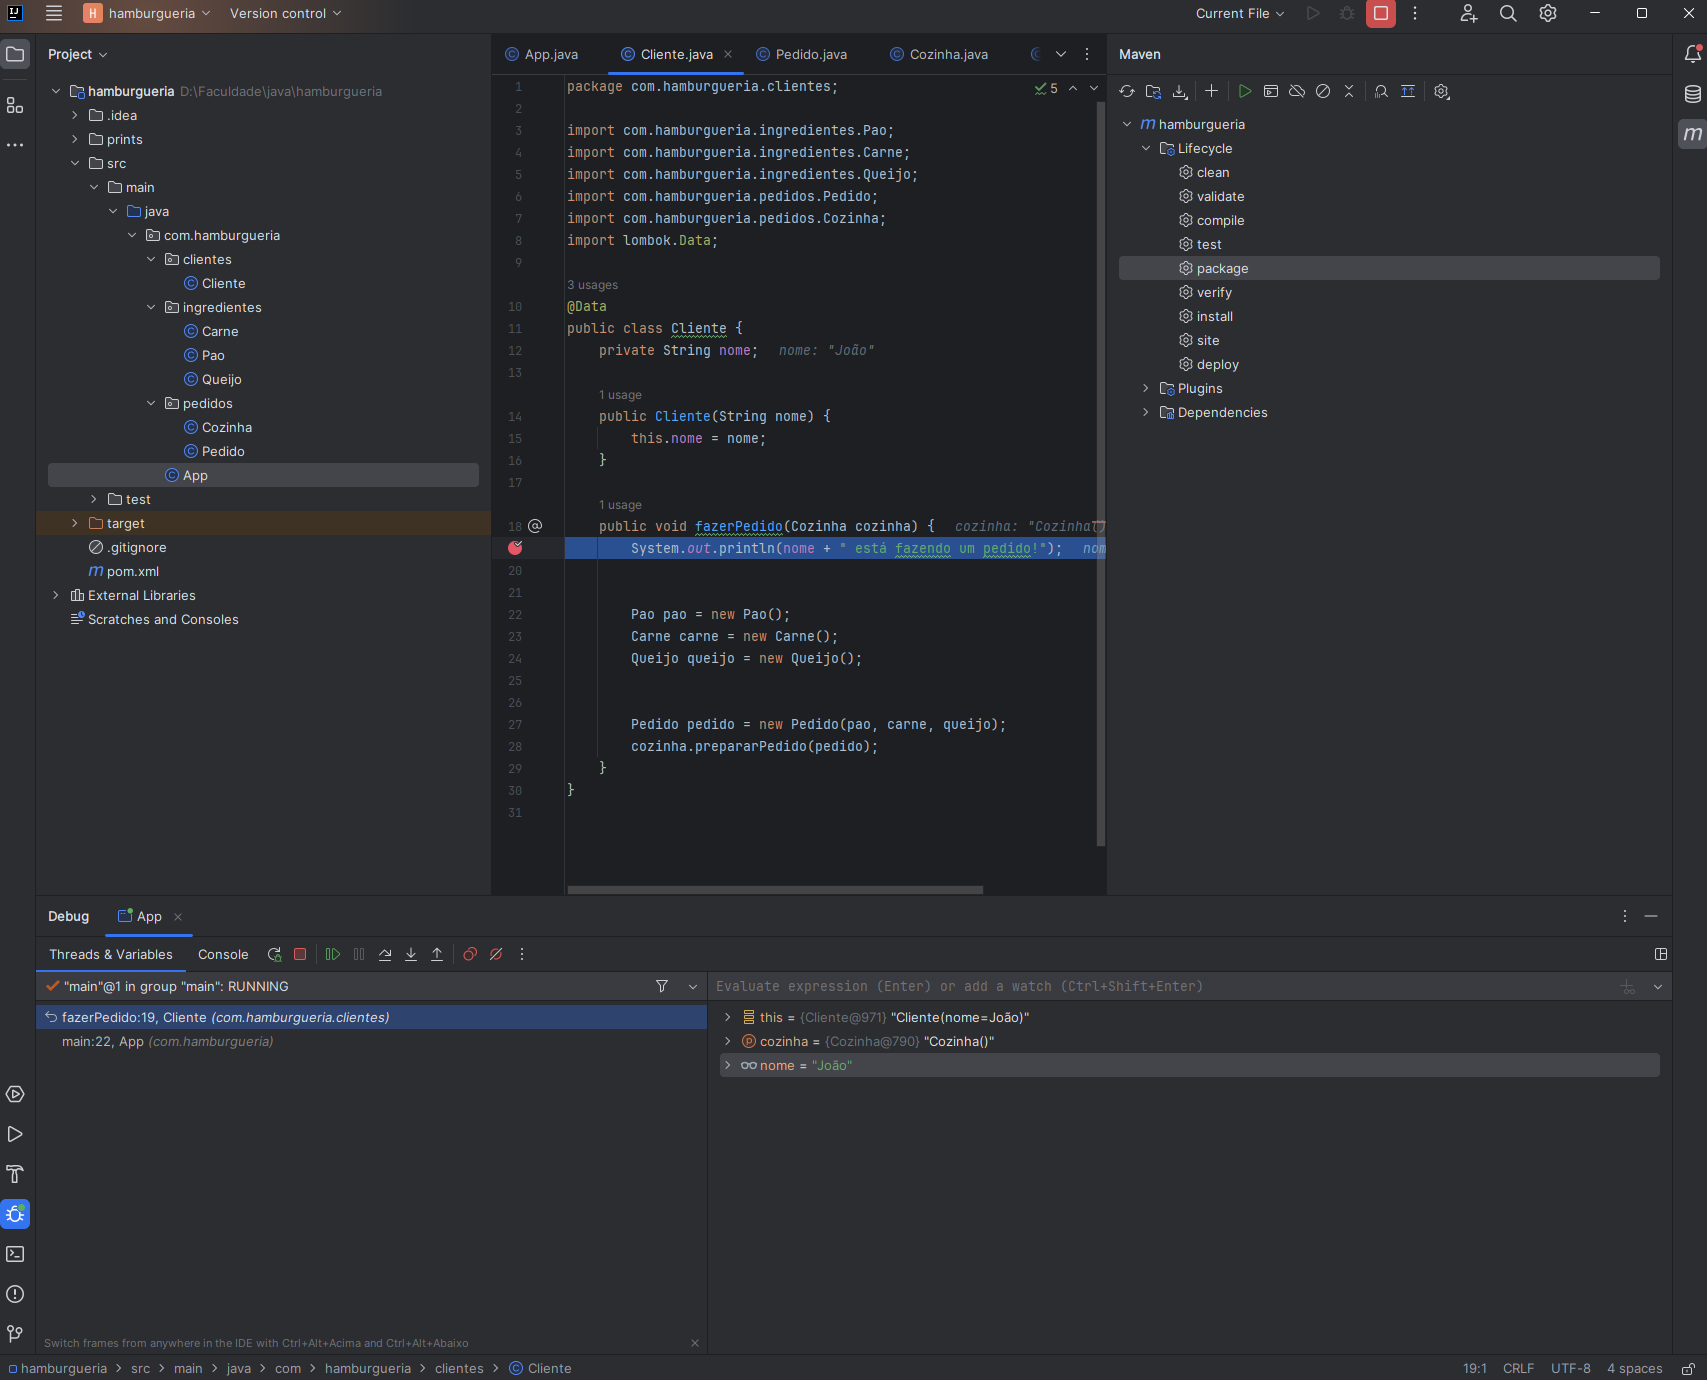 H hamburgueria Version control Current File
Project
hamburgueria D:\Faculdade\java\hamburgueria
.idea
prints
src
main
java
com.hamburgueria
clientes
Cliente
ingredientes
Carne
Pao
Queijo
pedidos
Cozinha
Pedido
App
test
target
.gitignore
pom.xml
External Libraries
Scratches and Consoles
App.java Cliente.java Pedido.java Cozinha.java
5
1 package com.hamburgueria.clientes;
2
3 import com.hamburgueria.ingredientes.Pao;
4 import com.hamburgueria.ingredientes.Carne;
5 import com.hamburgueria.ingredientes.Queijo;
6 import com.hamburgueria.pedidos.Pedido;
7 import com.hamburgueria.pedidos.Cozinha;
8 import lombok.Data;
9
3 usages
10 @Data
11 public class Cliente {
12 private String nome; nome: "João"
13
1 usage
14 public Cliente(String nome) {
15 this.nome = nome;
16 }
17
1 usage
18 public void fazerPedido(Cozinha cozinha) { cozinha: "Cozinha()
System.out.println(nome + " está fazendo um pedido!"); nom
20
21
22 Pao pao = new Pao();
23 Carne carne = new Carne();
24 Queijo queijo = new Queijo();
25
26
27 Pedido pedido = new Pedido(pao, carne, queijo);
28 cozinha.prepararPedido(pedido);
29 }
30 }
31
Maven
m hamburgueria
Lifecycle
clean
validate
compile
test
package
verify
install
site
deploy
Plugins
Dependencies
Debug App
Threads & Variables Console
"main"@1 in group "main": RUNNING
fazerPedido:19, Cliente (com.hamburgueria.clientes)
main:22, App (com.hamburgueria)
Evaluate expression (Enter) or add a watch (Ctrl+Shift+Enter)
this = {Cliente@971} "Cliente(nome=João)"
cozinha = {Cozinha@790} "Cozinha()"
nome = "João"
Switch frames from anywhere in the IDE with Ctrl+Alt+Acima and Ctrl+Alt+Abaixo
hamburgueria > src > main > java > com > hamburgueria > clientes > Cliente 19:1 CRLF UTF-8 4 spaces